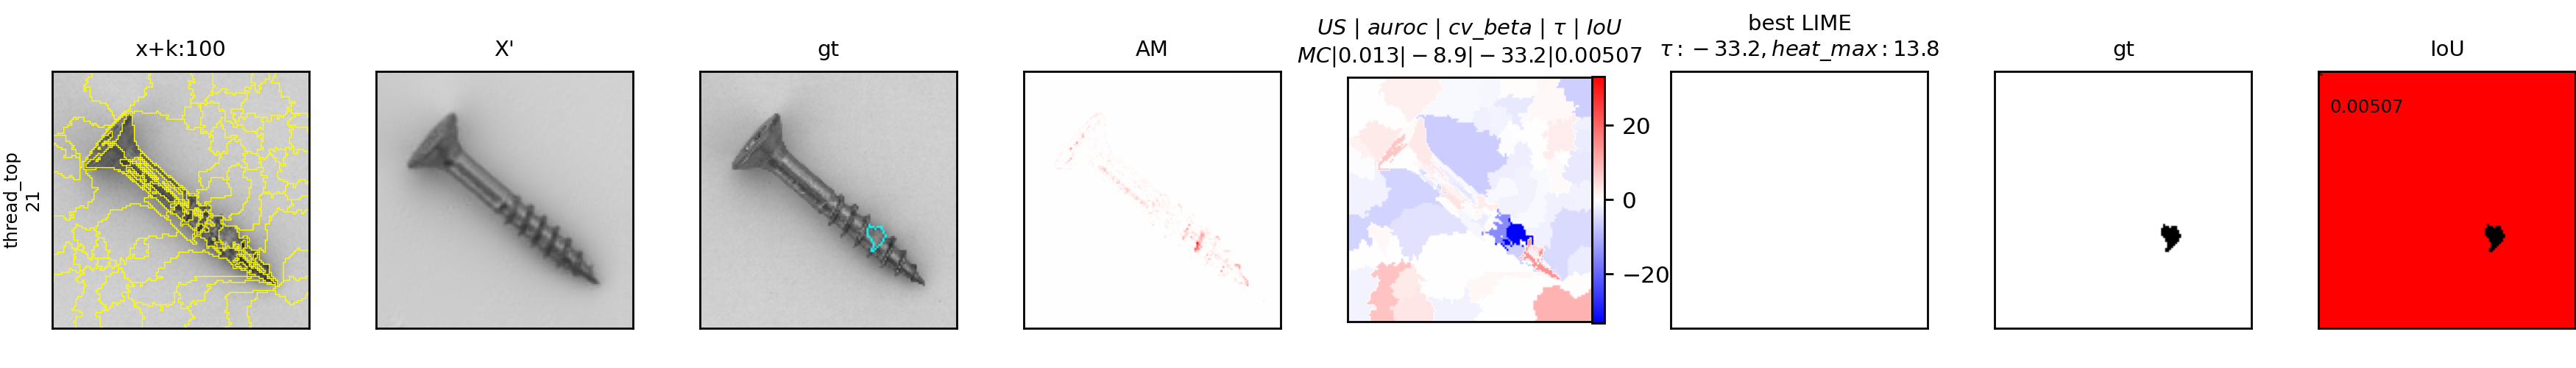 thread_top
21
x+k:100
X'
gt
AM
US | auroc | cv_beta | τ | IoU
MC|0.013| − 8.9| − 33.2|0.00507
20
0
−20
best LIME
τ : − 33.2, heat_max : 13.8
gt
IoU
0.00507